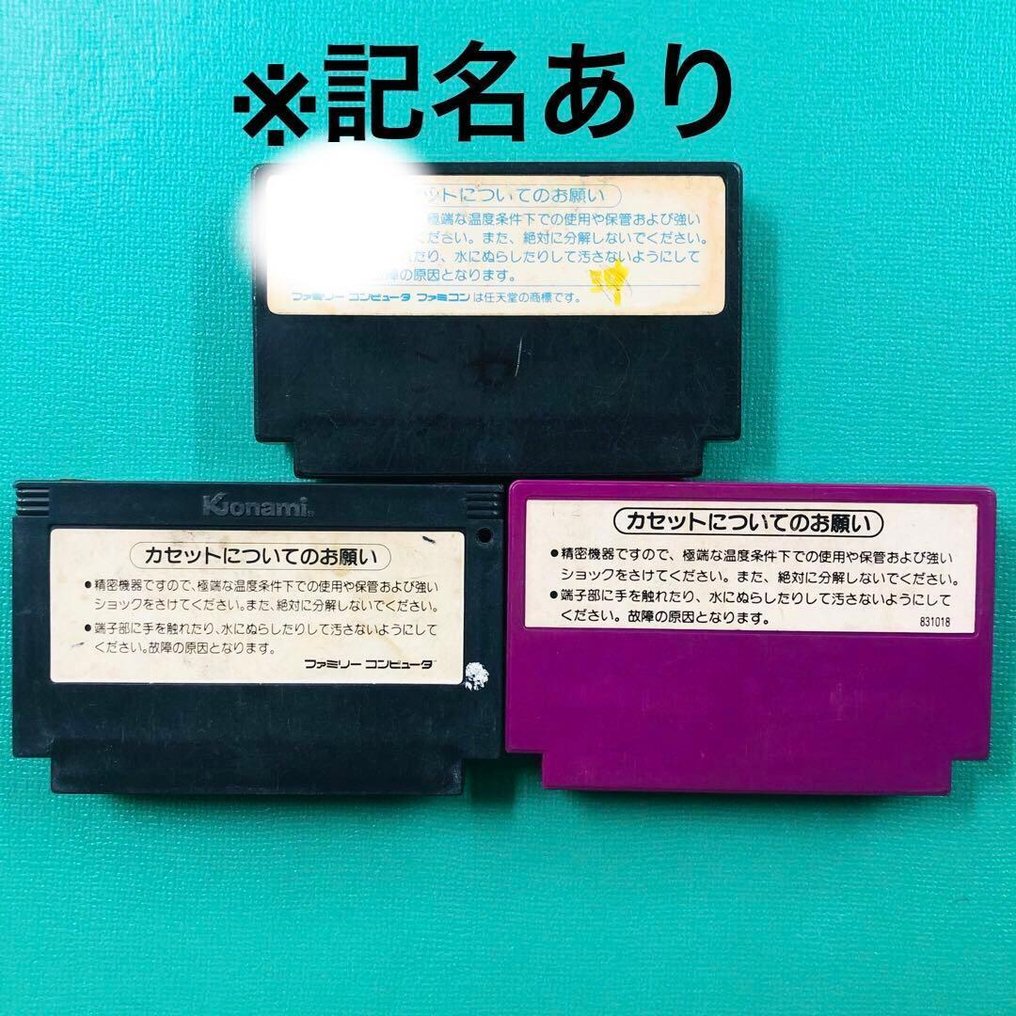 ※記名あり
ットについてのお願い
極端な温度条件下での使用や保管および強い
ください。また、絶対に分解しないでください。
たり、水にぬらしたりして汚さないようにして
障の原因となります。
ファミリー コンピュータ ファミコン は任天堂の商標です。
Konami
カセットについてのお願い
●精密機器ですので、極端な温度条件下での使用や保管および強い
ショックをさけてください。また、絶対に分解しないでください。
●端子部に手を触れたり、水にぬらしたりして汚さないようにして
ください。故障の原因となります。
ファミリー コンピュータ
カセットについてのお願い
●精密機器ですので、極端な温度条件下での使用や保管および強い
ショックをさけてください。また、絶対に分解しないでください。
●端子部に手を触れたり、水にぬらしたりして汚さないようにして
ください。故障の原因となります。
831018